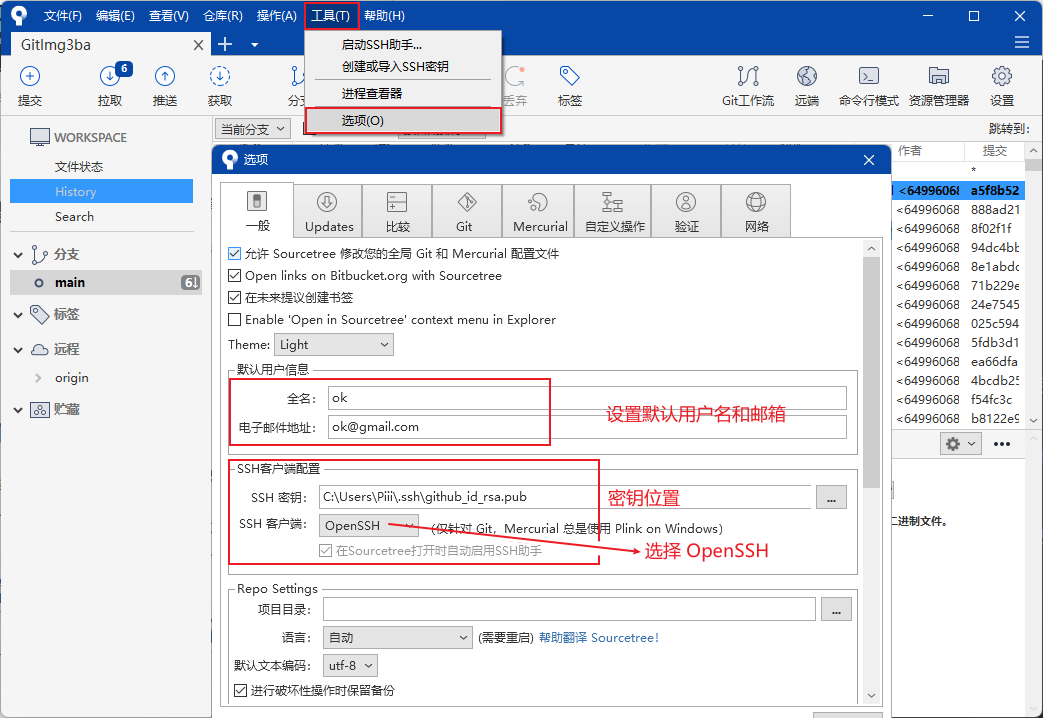 文件(F) 编辑(E) 查看(V) 仓库(R) 操作(A) 工具(T) 帮助(H)
GitImg3ba
启动SSH助手...
创建或导入SSH密钥
进程查看器
选项(O)
提交 拉取 6 推送 获取 丢弃 标签 Git工作流 远端 命令行模式 资源管理器 设置
当前分支 跳转到:
WORKSPACE
文件状态
History
Search
分支
main 6
标签
远程
origin
贮藏
作者 提交
*
<64996068 a5f8b52
<64996068 888ad21
<64996068 8f02f1f
<64996068 94dc4bb
<64996068 8e1abdc
<64996068 71b229e
<64996068 24e7545
<64996068 025c594
<64996068 5fdb3d1
<64996068 ea66dfa
<64996068 4bcdb25
<64996068 f54fc3c
<64996068 b8122e9
二进制文件。
选项
一般 Updates 比较 Git Mercurial 自定义操作 验证 网络
允许 Sourcetree 修改您的全局 Git 和 Mercurial 配置文件
Open links on Bitbucket.org with Sourcetree
在未来提议创建书签
Enable 'Open in Sourcetree' context menu in Explorer
Theme: Light
默认用户信息
全名: ok
电子邮件地址: ok@gmail.com
设置默认用户名和邮箱
SSH客户端配置
SSH 密钥: C:\Users\Piii\.ssh\github_id_rsa.pub ...
密钥位置
SSH 客户端: OpenSSH (仅针对 Git，Mercurial 总是使用 Plink on Windows)
在Sourcetree打开时自动启用SSH助手
选择 OpenSSH
Repo Settings
项目目录: ...
语言: 自动 (需要重启) 帮助翻译 Sourcetree!
默认文本编码: utf-8
进行破坏性操作时保留备份